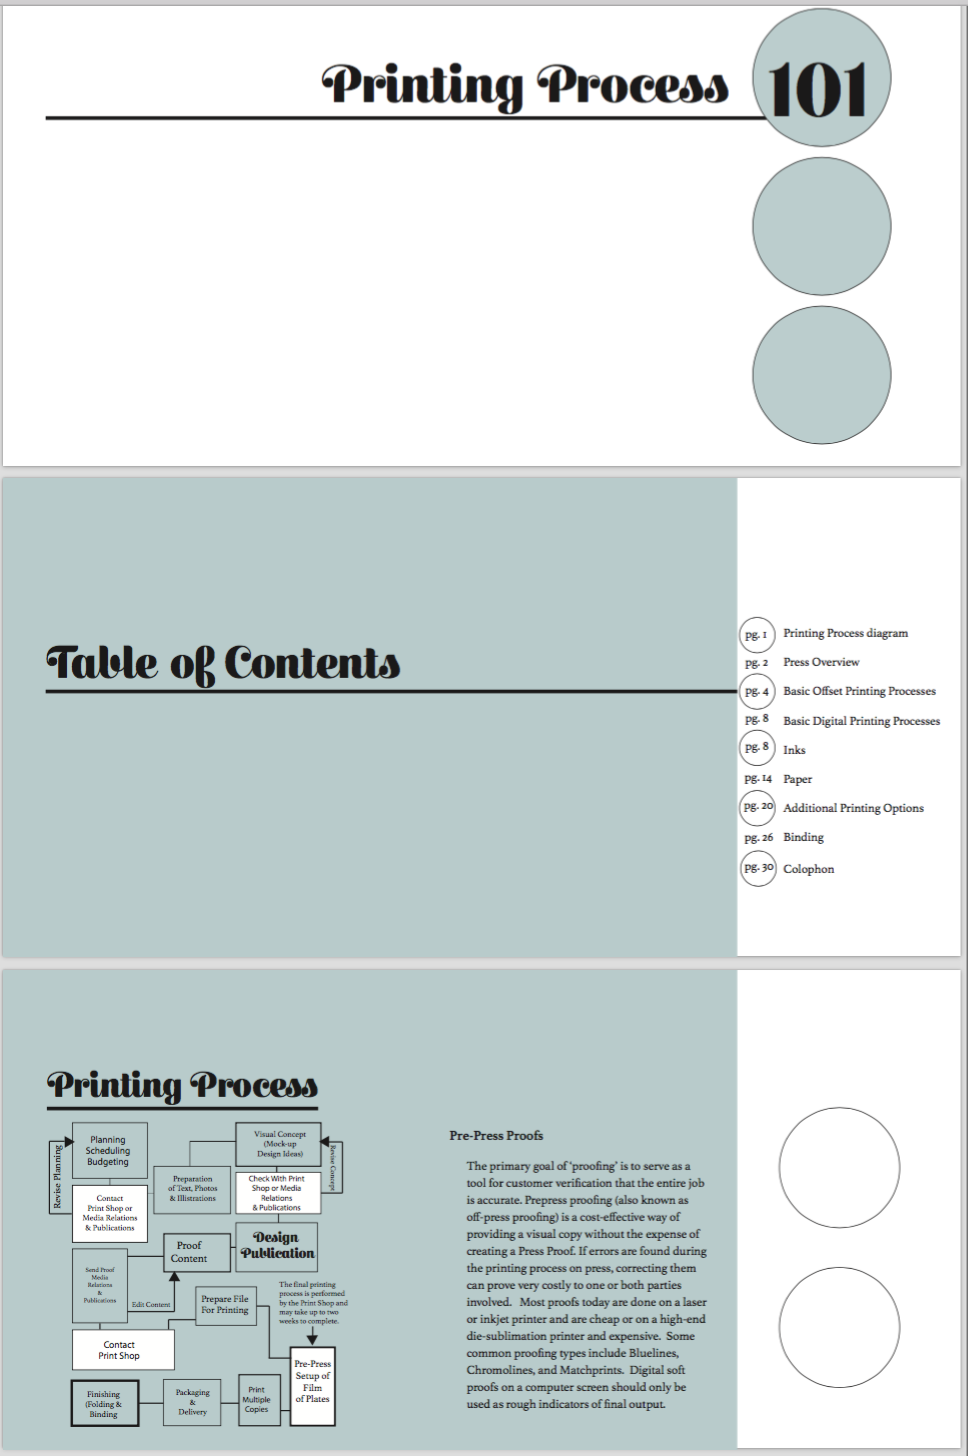 Printing Process 101
Table of Contents
pg. 1 Printing Process diagram
pg. 2 Press Overview
pg. 4 Basic Offset Printing Processes
pg. 8 Basic Digital Printing Processes
pg. 8 Inks
pg. 14 Paper
pg. 20 Additional Printing Options
pg. 26 Binding
pg. 30 Colophon
Printing Process
Planning
Scheduling
Budgeting
Revise Planning
Contact
Print Shop or
Media Relations
& Publications
Preparation
of Text, Photos
& Illistrations
Visual Concept
(Mock-up
Design Ideas)
Revise Concept
Check With Print
Shop or Media
Relations
& Publications
Design
Publication
Proof
Content
Send Proof
Media
Relations
&
Publications
Edit Content
Contact
Print Shop
Prepare File
For Printing
The final printing
process is performed
by the Print Shop and
may take up to two
weeks to complete.
Pre-Press
Setup of
Film
of Plates
Print
Multiple
Copies
Packaging
&
Delivery
Finishing
(Folding &
Binding
Pre-Press Proofs
The primary goal of ‘proofing’ is to serve as a
tool for customer verification that the entire job
is accurate. Prepress proofing (also known as
off-press proofing) is a cost-effective way of
providing a visual copy without the expense of
creating a Press Proof. If errors are found during
the printing process on press, correcting them
can prove very costly to one or both parties
involved. Most proofs today are done on a laser
or inkjet printer and are cheap or on a high-end
die-sublimation printer and expensive. Some
common proofing types include Bluelines,
Chromolines, and Matchprints. Digital soft
proofs on a computer screen should only be
used as rough indicators of final output.